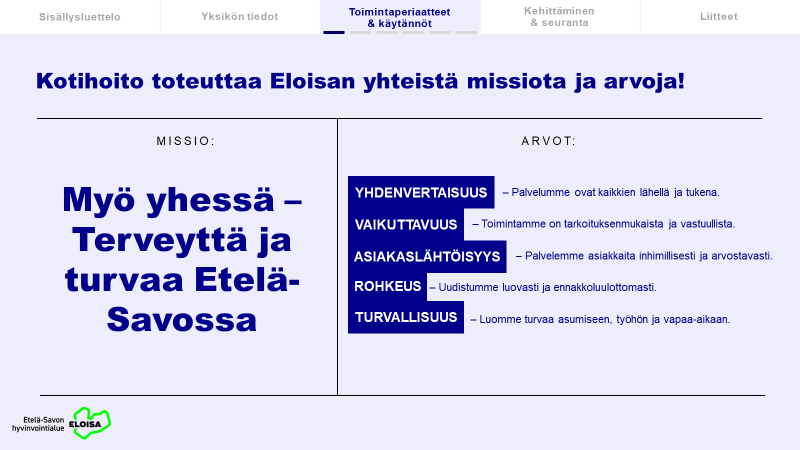 Sisällysluettelo
Yksikön tiedot
Toimintaperiaatteet
& käytännöt
Kehittäminen
& seuranta
Liitteet
Kotihoito toteuttaa Eloisan yhteistä missiota ja arvoja!
MISSIO:
Myö yhessä –
Terveyttä ja
turvaa Etelä-
Savossa
ARVOT:
YHDENVERTAISUUS – Palvelumme ovat kaikkien lähellä ja tukena.
VAIKUTTAVUUS – Toimintamme on tarkoituksenmukaista ja vastuullista.
ASIAKASLÄHTÖISYYS – Palvelemme asiakkaita inhimillisesti ja arvostavasti.
ROHKEUS – Uudistumme luovasti ja ennakkoluulottomasti.
TURVALLISUUS – Luomme turvaa asumiseen, työhön ja vapaa-aikaan.
Etelä-Savon
hyvinvointialue
ELOISA